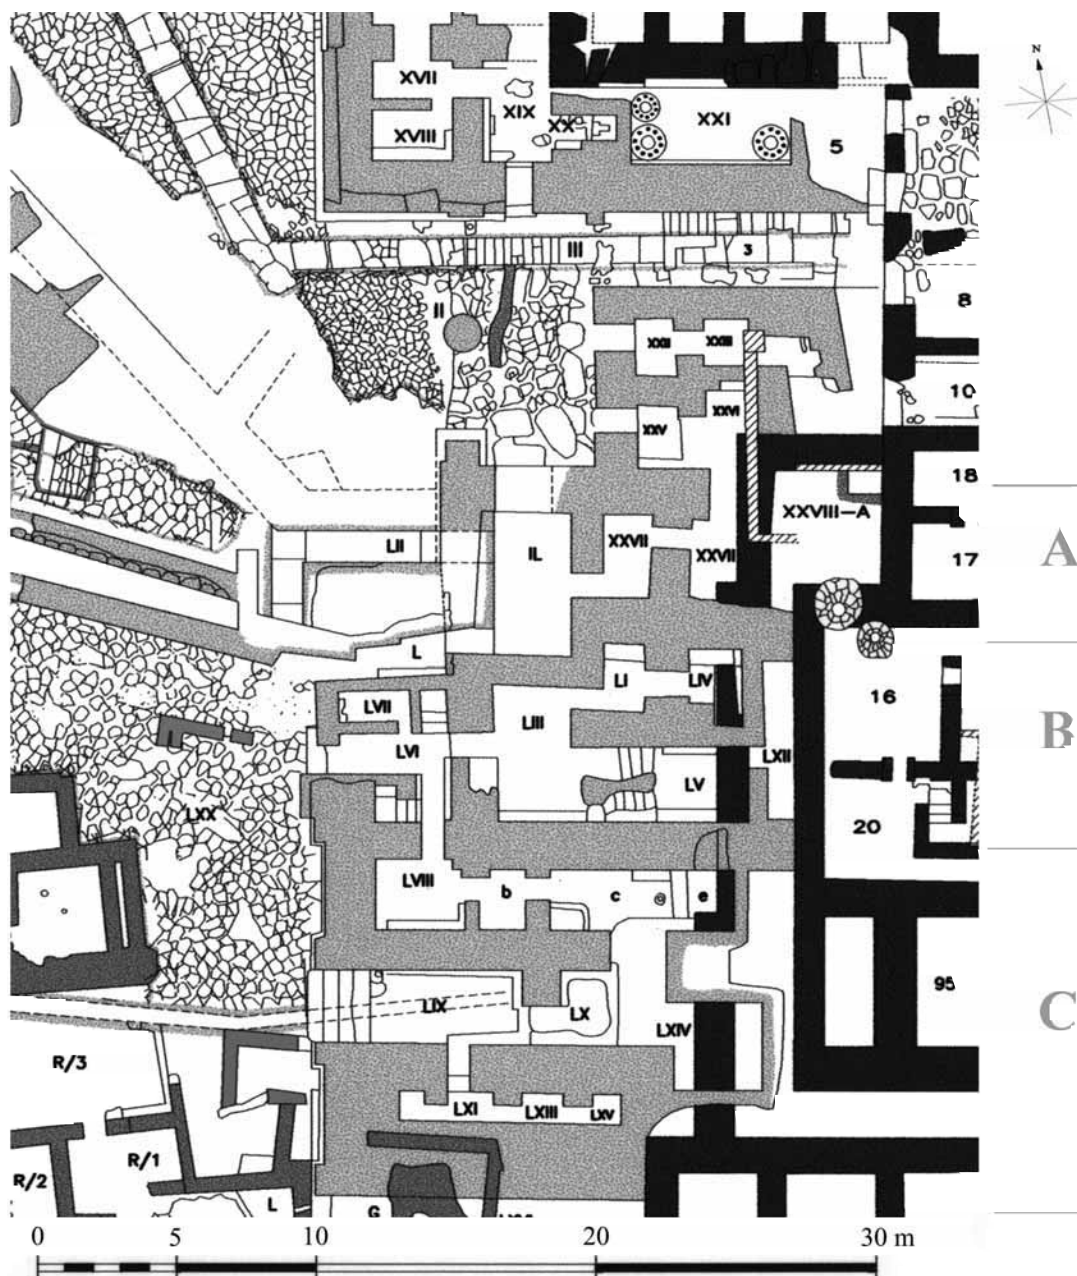 N
XVII
XIX
XX
XXI
XVIII
5
III
3
II
8
XXII
XXIII
10
XXVI
XXV
18
XXVIII-A
A
LII
IL
XXVII
XXVII
17
L
LI
LIV
16
LVII
LIII
B
LVI
LXII
LV
LXX
20
LVIII
b
c
e
95
LIX
LX
C
LXIV
R/3
LXI
LXIII
LXV
R/1
R/2
L
G
0 5 10 20 30 m